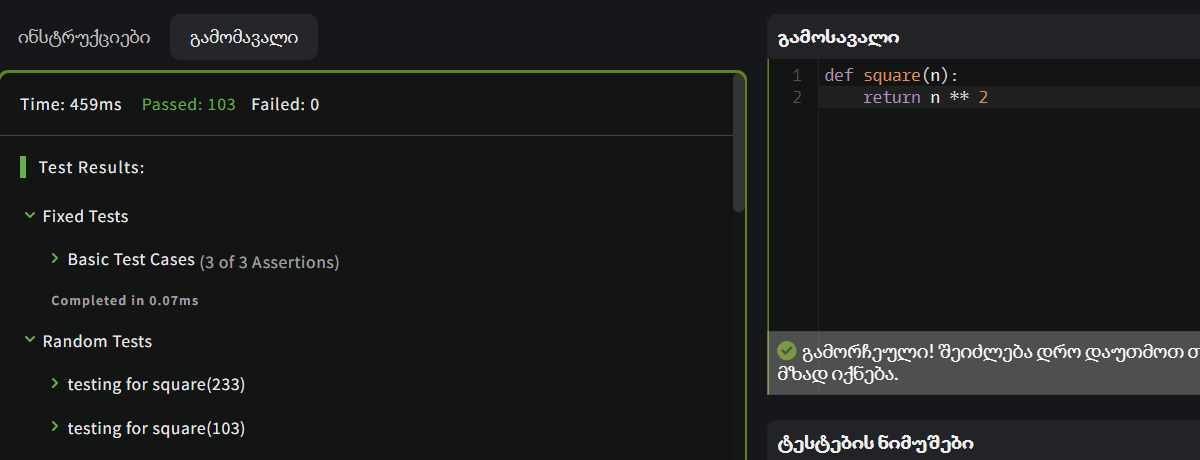 ინსტრუქციები გამომავალი
Time: 459ms Passed: 103 Failed: 0
Test Results:
Fixed Tests
Basic Test Cases (3 of 3 Assertions)
Completed in 0.07ms
Random Tests
testing for square(233)
testing for square(103)
გამოსავალი
1 def square(n):
2 return n ** 2
გამორჩეული! შეიძლება დრო დაუთმოთ თ
მზად იქნება.
ტესტების ნიმუშები